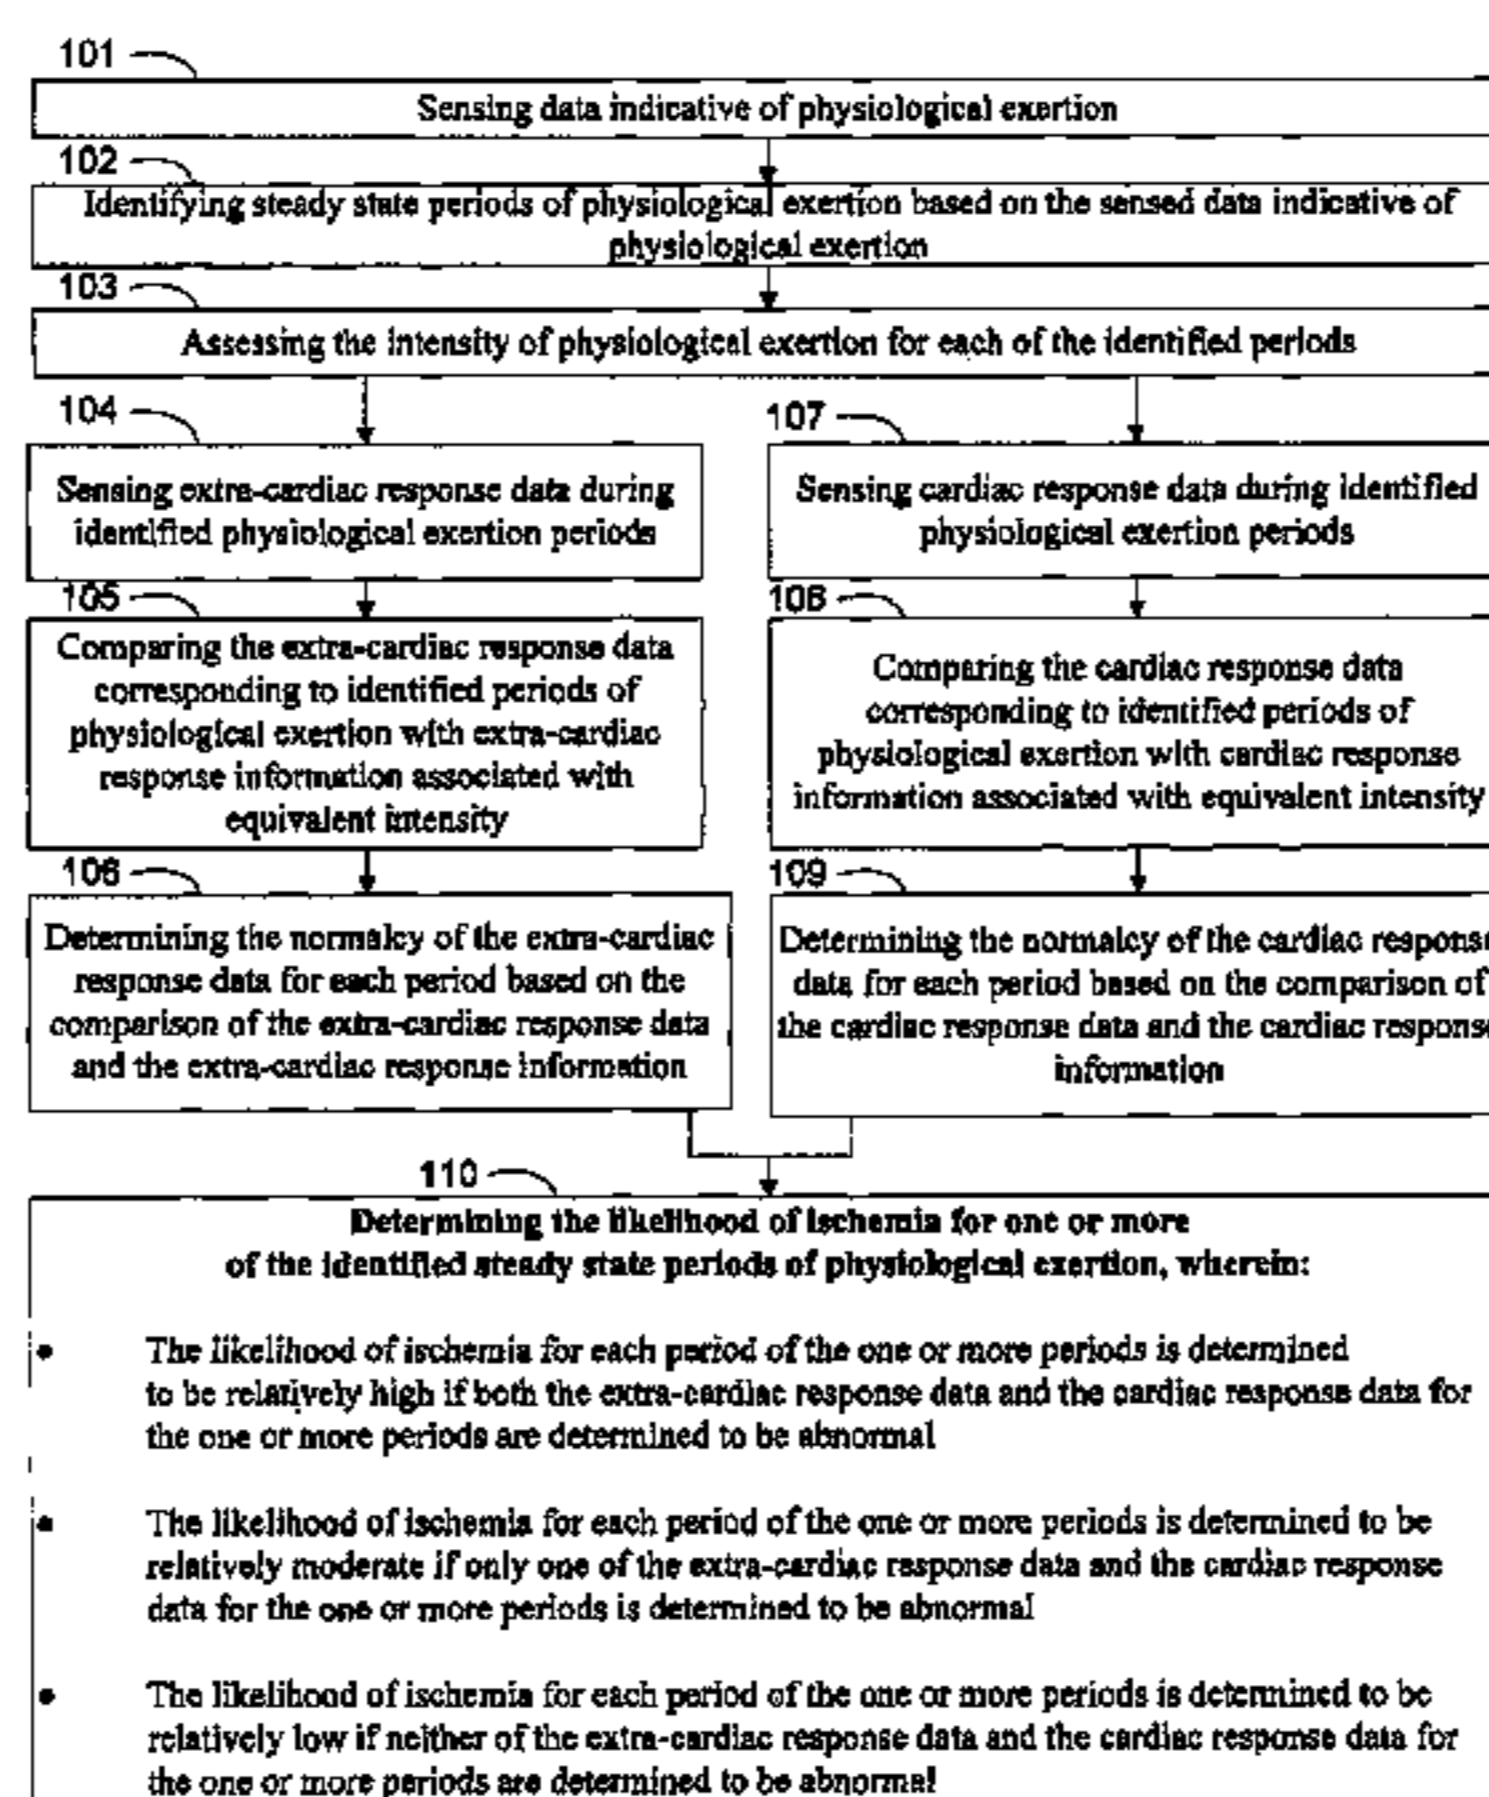 101
Sensing data indicative of physiological exertion
102
Identifying steady state periods of physiological exertion based on the sensed data indicative of
physiological exertion
103
Assessing the intensity of physiological exertion for each of the identified periods
104
Sensing extra-cardiac response data during
identified physiological exertion periods
107
Sensing cardiac response data during identified
physiological exertion periods
105
Comparing the extra-cardiac response data
corresponding to identified periods of
physiological exertion with extra-cardiac
response information associated with
equivalent intensity
108
Comparing the cardiac response data
corresponding to identified periods of
physiological exertion with cardiac response
information associated with equivalent intensity
106
Determining the normalcy of the extra-cardiac
response data for each period based on the
comparison of the extra-cardiac response data
and the extra-cardiac response information
109
Determining the normalcy of the cardiac response
data for each period based on the comparison of
the cardiac response data and the cardiac response
information
110
Determining the likelihood of ischemia for one or more
of the identified steady state periods of physiological exertion, wherein:
• The likelihood of ischemia for each period of the one or more periods is determined
to be relatively high if both the extra-cardiac response data and the cardiac response data for
the one or more periods are determined to be abnormal
• The likelihood of ischemia for each period of the one or more periods is determined to be
relatively moderate if only one of the extra-cardiac response data and the cardiac response
data for the one or more periods is determined to be abnormal
• The likelihood of ischemia for each period of the one or more periods is determined to be
relatively low if neither of the extra-cardiac response data and the cardiac response data for
the one or more periods are determined to be abnormal